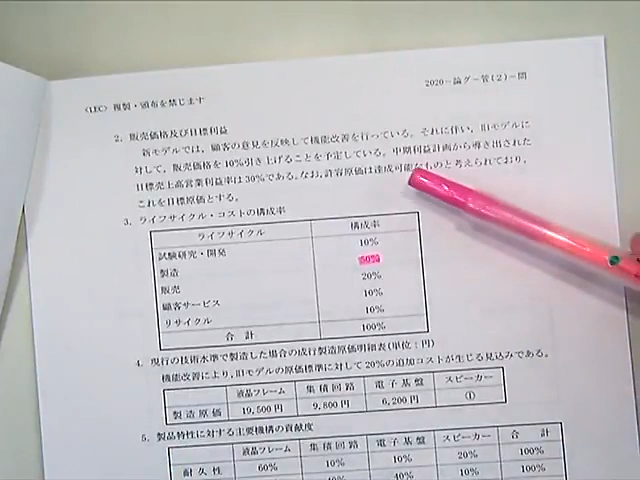 〈LEC〉複製・頒布を禁じます
2020－論グ－管(2)－問
2．販売価格及び目標利益
新モデルでは，顧客の意見を反映して機能改善を行っている。それに伴い，旧モデルに
対して，販売価格を10%引き上げることを予定している。中期利益計画から導き出された
目標売上高営業利益率は30%である。なお，許容原価は達成可能なものと考えられており，
これを目標原価とする。
3．ライフサイクル・コストの構成率
ライフサイクル 構成率
試験研究・開発 10%
製造 50%
販売 20%
顧客サービス 10%
リサイクル 10%
合 計 100%
4．現行の技術水準で製造した場合の成行製造原価明細表(単位：円)
機能改善により，旧モデルの原価標準に対して20%の追加コストが生じる見込みである。
液晶フレーム 集積回路 電子基盤 スピーカー
製造原価 19,500円 9,800円 6,200円 ①
5．製品特性に対する主要機構の貢献度
液晶フレーム 集積回路 電子基盤 スピーカー 合 計
耐久性 60% 10% 10% 20% 100%
40% 10% 100%